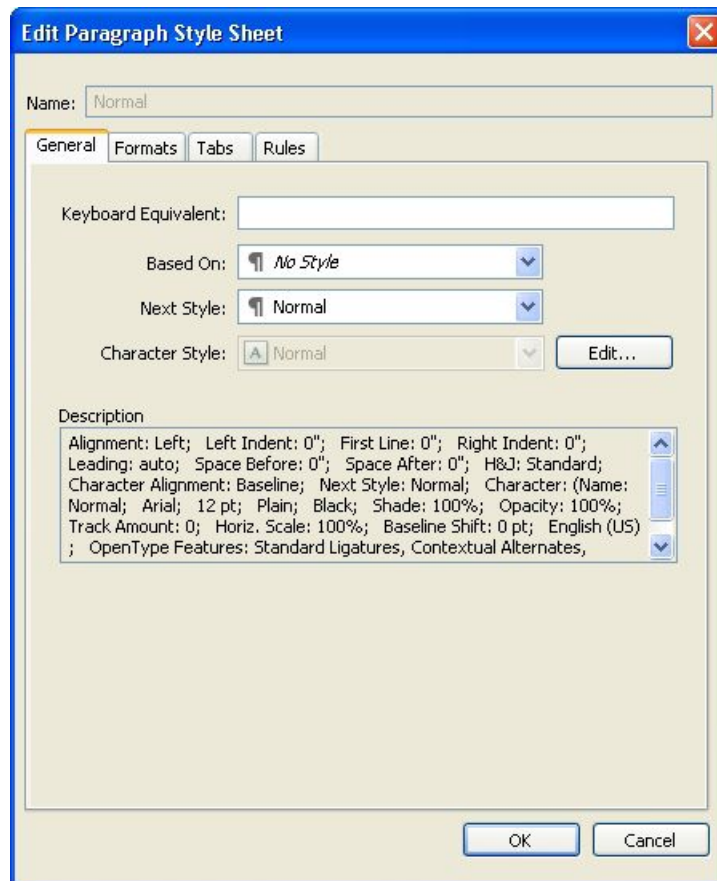 Edit Paragraph Style Sheet
Name: Normal
General Formats Tabs Rules
Keyboard Equivalent:
Based On: ¶ No Style
Next Style: ¶ Normal
Character Style: A Normal Edit...
Description
Alignment: Left; Left Indent: 0"; First Line: 0"; Right Indent: 0";
Leading: auto; Space Before: 0"; Space After: 0"; H&J: Standard;
Character Alignment: Baseline; Next Style: Normal; Character: (Name:
Normal; Arial; 12 pt; Plain; Black; Shade: 100%; Opacity: 100%;
Track Amount: 0; Horiz. Scale: 100%; Baseline Shift: 0 pt; English (US)
; OpenType Features: Standard Ligatures, Contextual Alternates,
OK Cancel